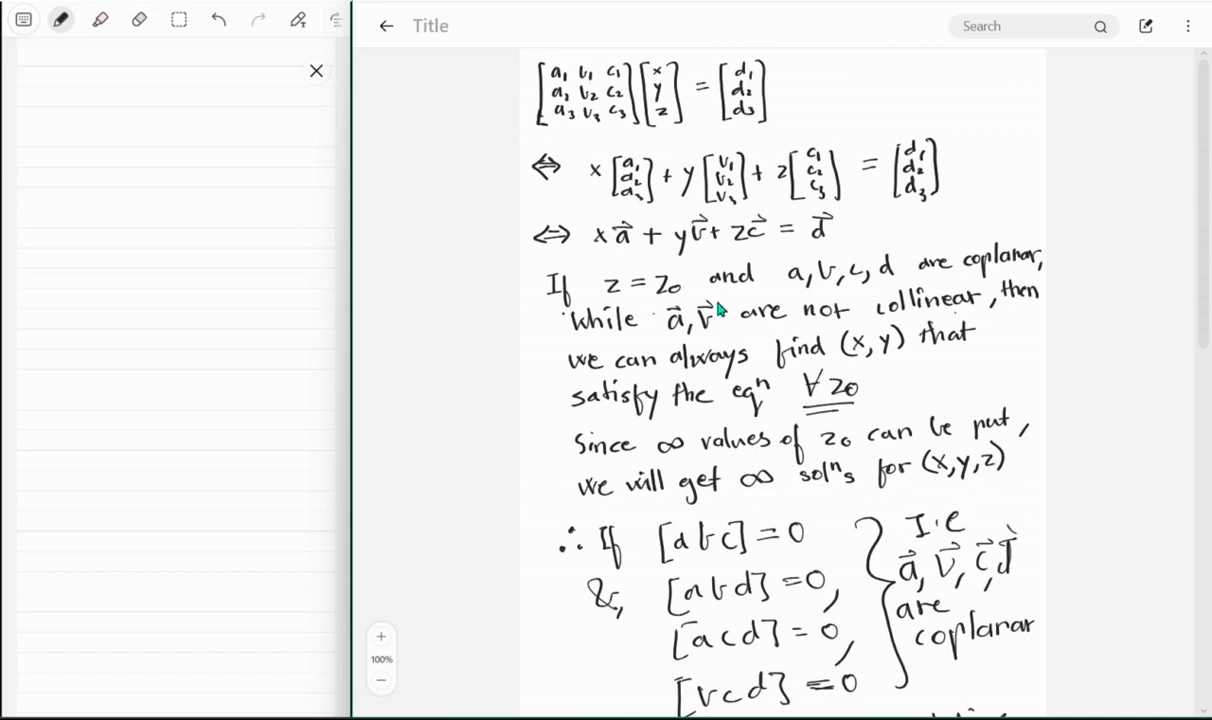 Title
Search
[a₁ b₁ c₁; a₂ b₂ c₂; a₃ b₃ c₃] [x; y; z] = [d₁; d₂; d₃]
⇔ x [a₁; a₂; a₃] + y [b₁; b₂; b₃] + z [c₁; c₂; c₃] = [d₁; d₂; d₃]
⇔ xa⃗ + yb⃗ + zc⃗ = d⃗
If z = z₀ and a, b, c, d are coplanar,
while a⃗, b⃗ are not collinear, then
we can always find (x, y) that
satisfy the eqⁿ ∀ z₀
Since ∞ values of z₀ can be put,
we will get ∞ solⁿs for (x,y,z)
∴ If [a b c] = 0
&, [a b d] = 0,
[a c d] = 0,
[b c d] = 0
I.e
a⃗, b⃗, c⃗, d⃗
are
coplanar
100%